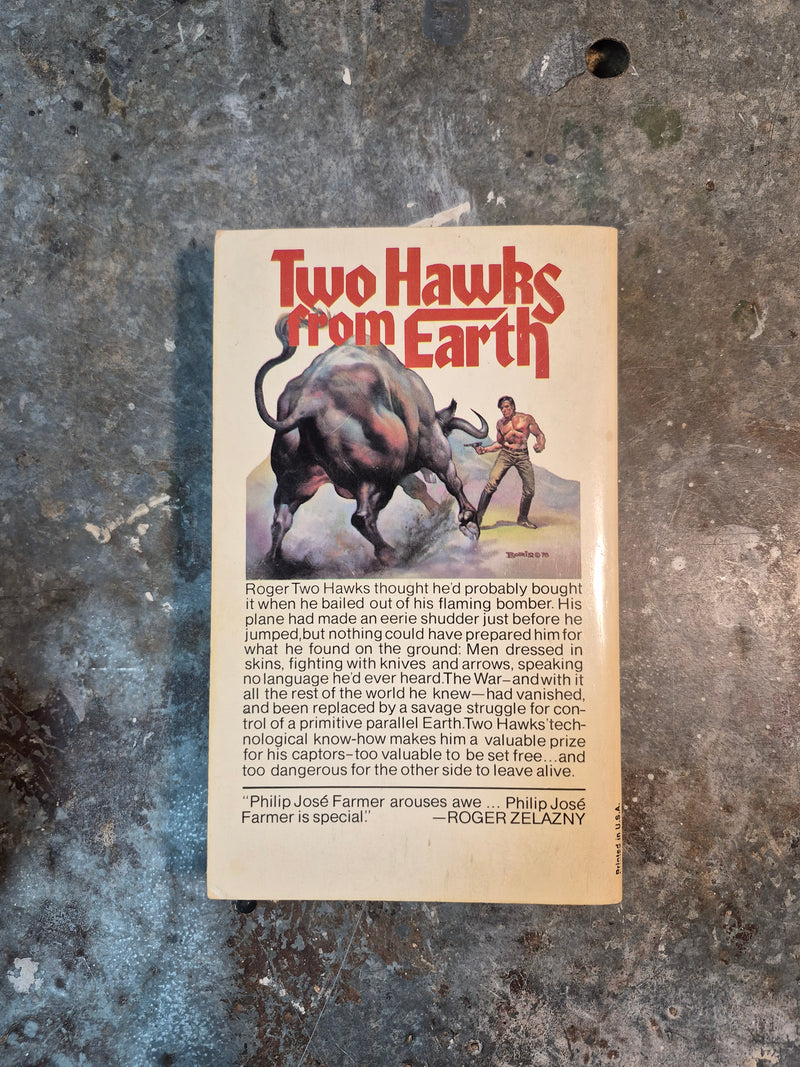 Two Hawks
from Earth
BORIS © 78
Roger Two Hawks thought he'd probably bought
it when he bailed out of his flaming bomber. His
plane had made an eerie shudder just before he
jumped, but nothing could have prepared him for
what he found on the ground: Men dressed in
skins, fighting with knives and arrows, speaking
no language he'd ever heard. The War—and with it
all the rest of the world he knew—had vanished,
and been replaced by a savage struggle for con-
trol of a primitive parallel Earth. Two Hawks' tech-
nological know-how makes him a valuable prize
for his captors—too valuable to be set free...and
too dangerous for the other side to leave alive.
"Philip José Farmer arouses awe ... Philip José
Farmer is special." —ROGER ZELAZNY
Printed in U.S.A.